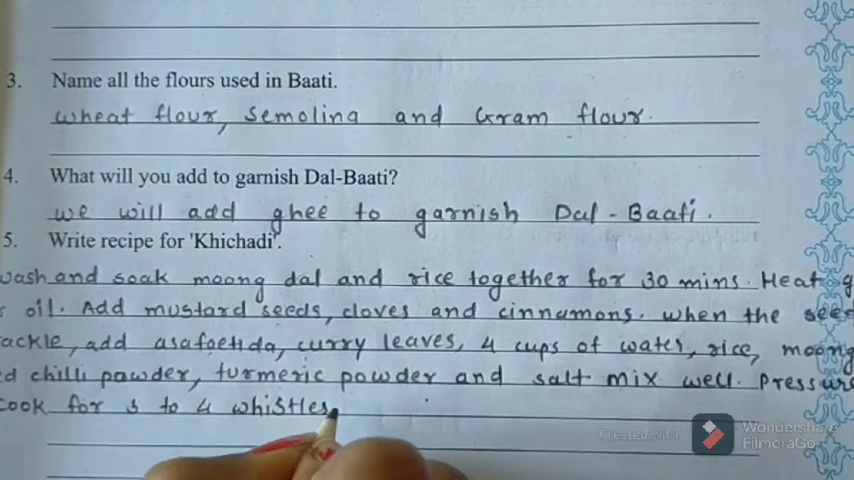 3. Name all the flours used in Baati.
wheat flour, semolina and Gram flour.
4. What will you add to garnish Dal-Baati?
we will add ghee to garnish Dal - Baati.
5. Write recipe for 'Khichadi'.
wash and soak moong dal and rice together for 30 mins. Heat
oil. Add mustard seeds, cloves and cinnamons. when the seed
ackle, add asafoetida, curry leaves, 4 cups of water, rice, moong
ed chilli powder, turmeric powder and salt mix well. Pressure
cook for 3 to 4 whistles
Created with Wondershare FilmoraGo